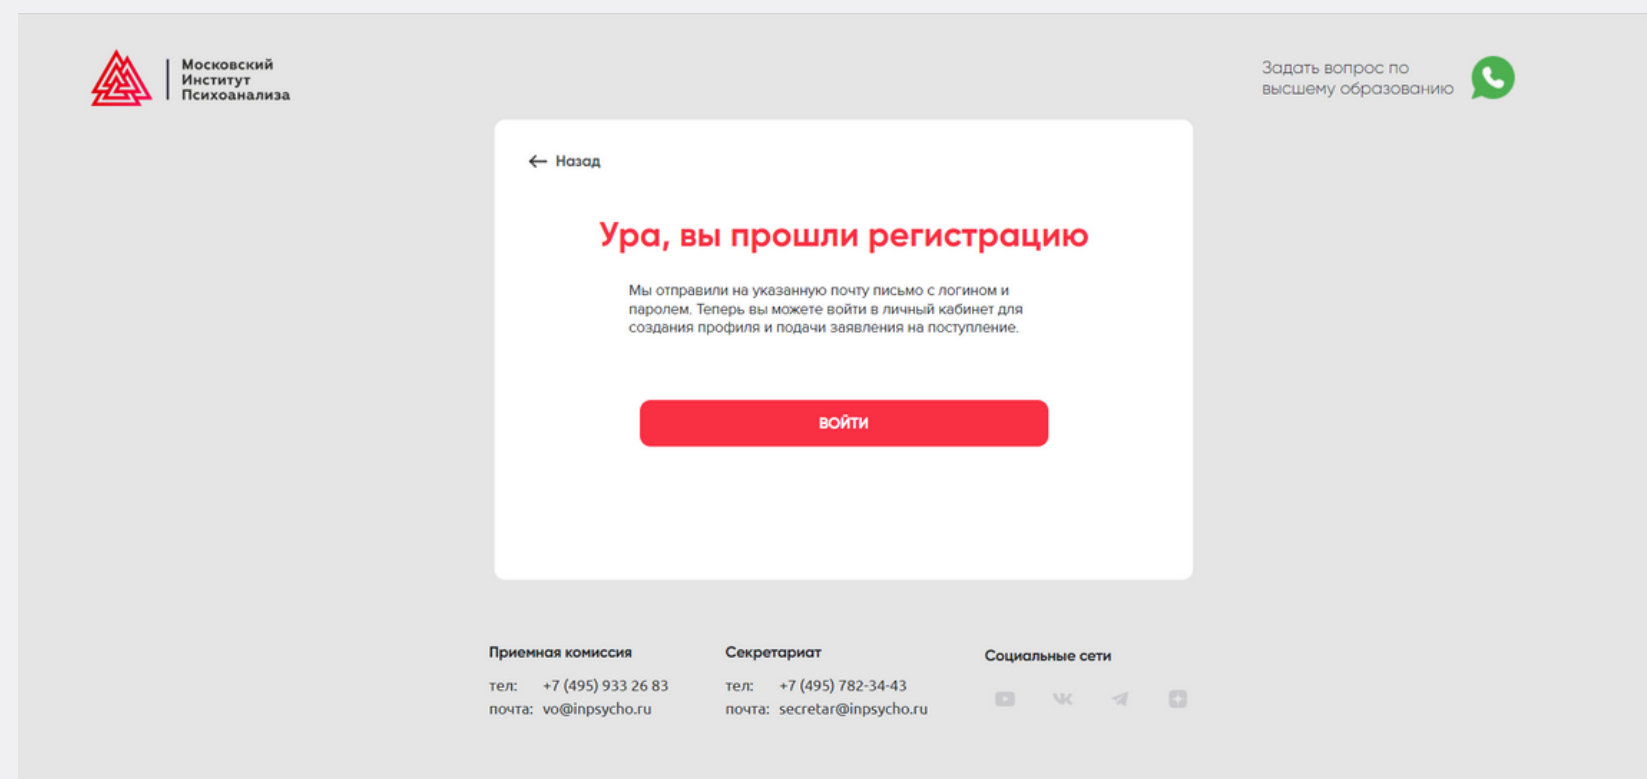 Московский
Институт
Психоанализа
Задать вопрос по
высшему образованию
← Назад
Ура, вы прошли регистрацию
Мы отправили на указанную почту письмо с логином и
паролем. Теперь вы можете войти в личный кабинет для
создания профиля и подачи заявления на поступление.
ВОЙТИ
Приемная комиссия
тел: +7 (495) 933 26 83
почта: vo@inpsycho.ru
Секретариат
тел: +7 (495) 782-34-43
почта: secretar@inpsycho.ru
Социальные сети